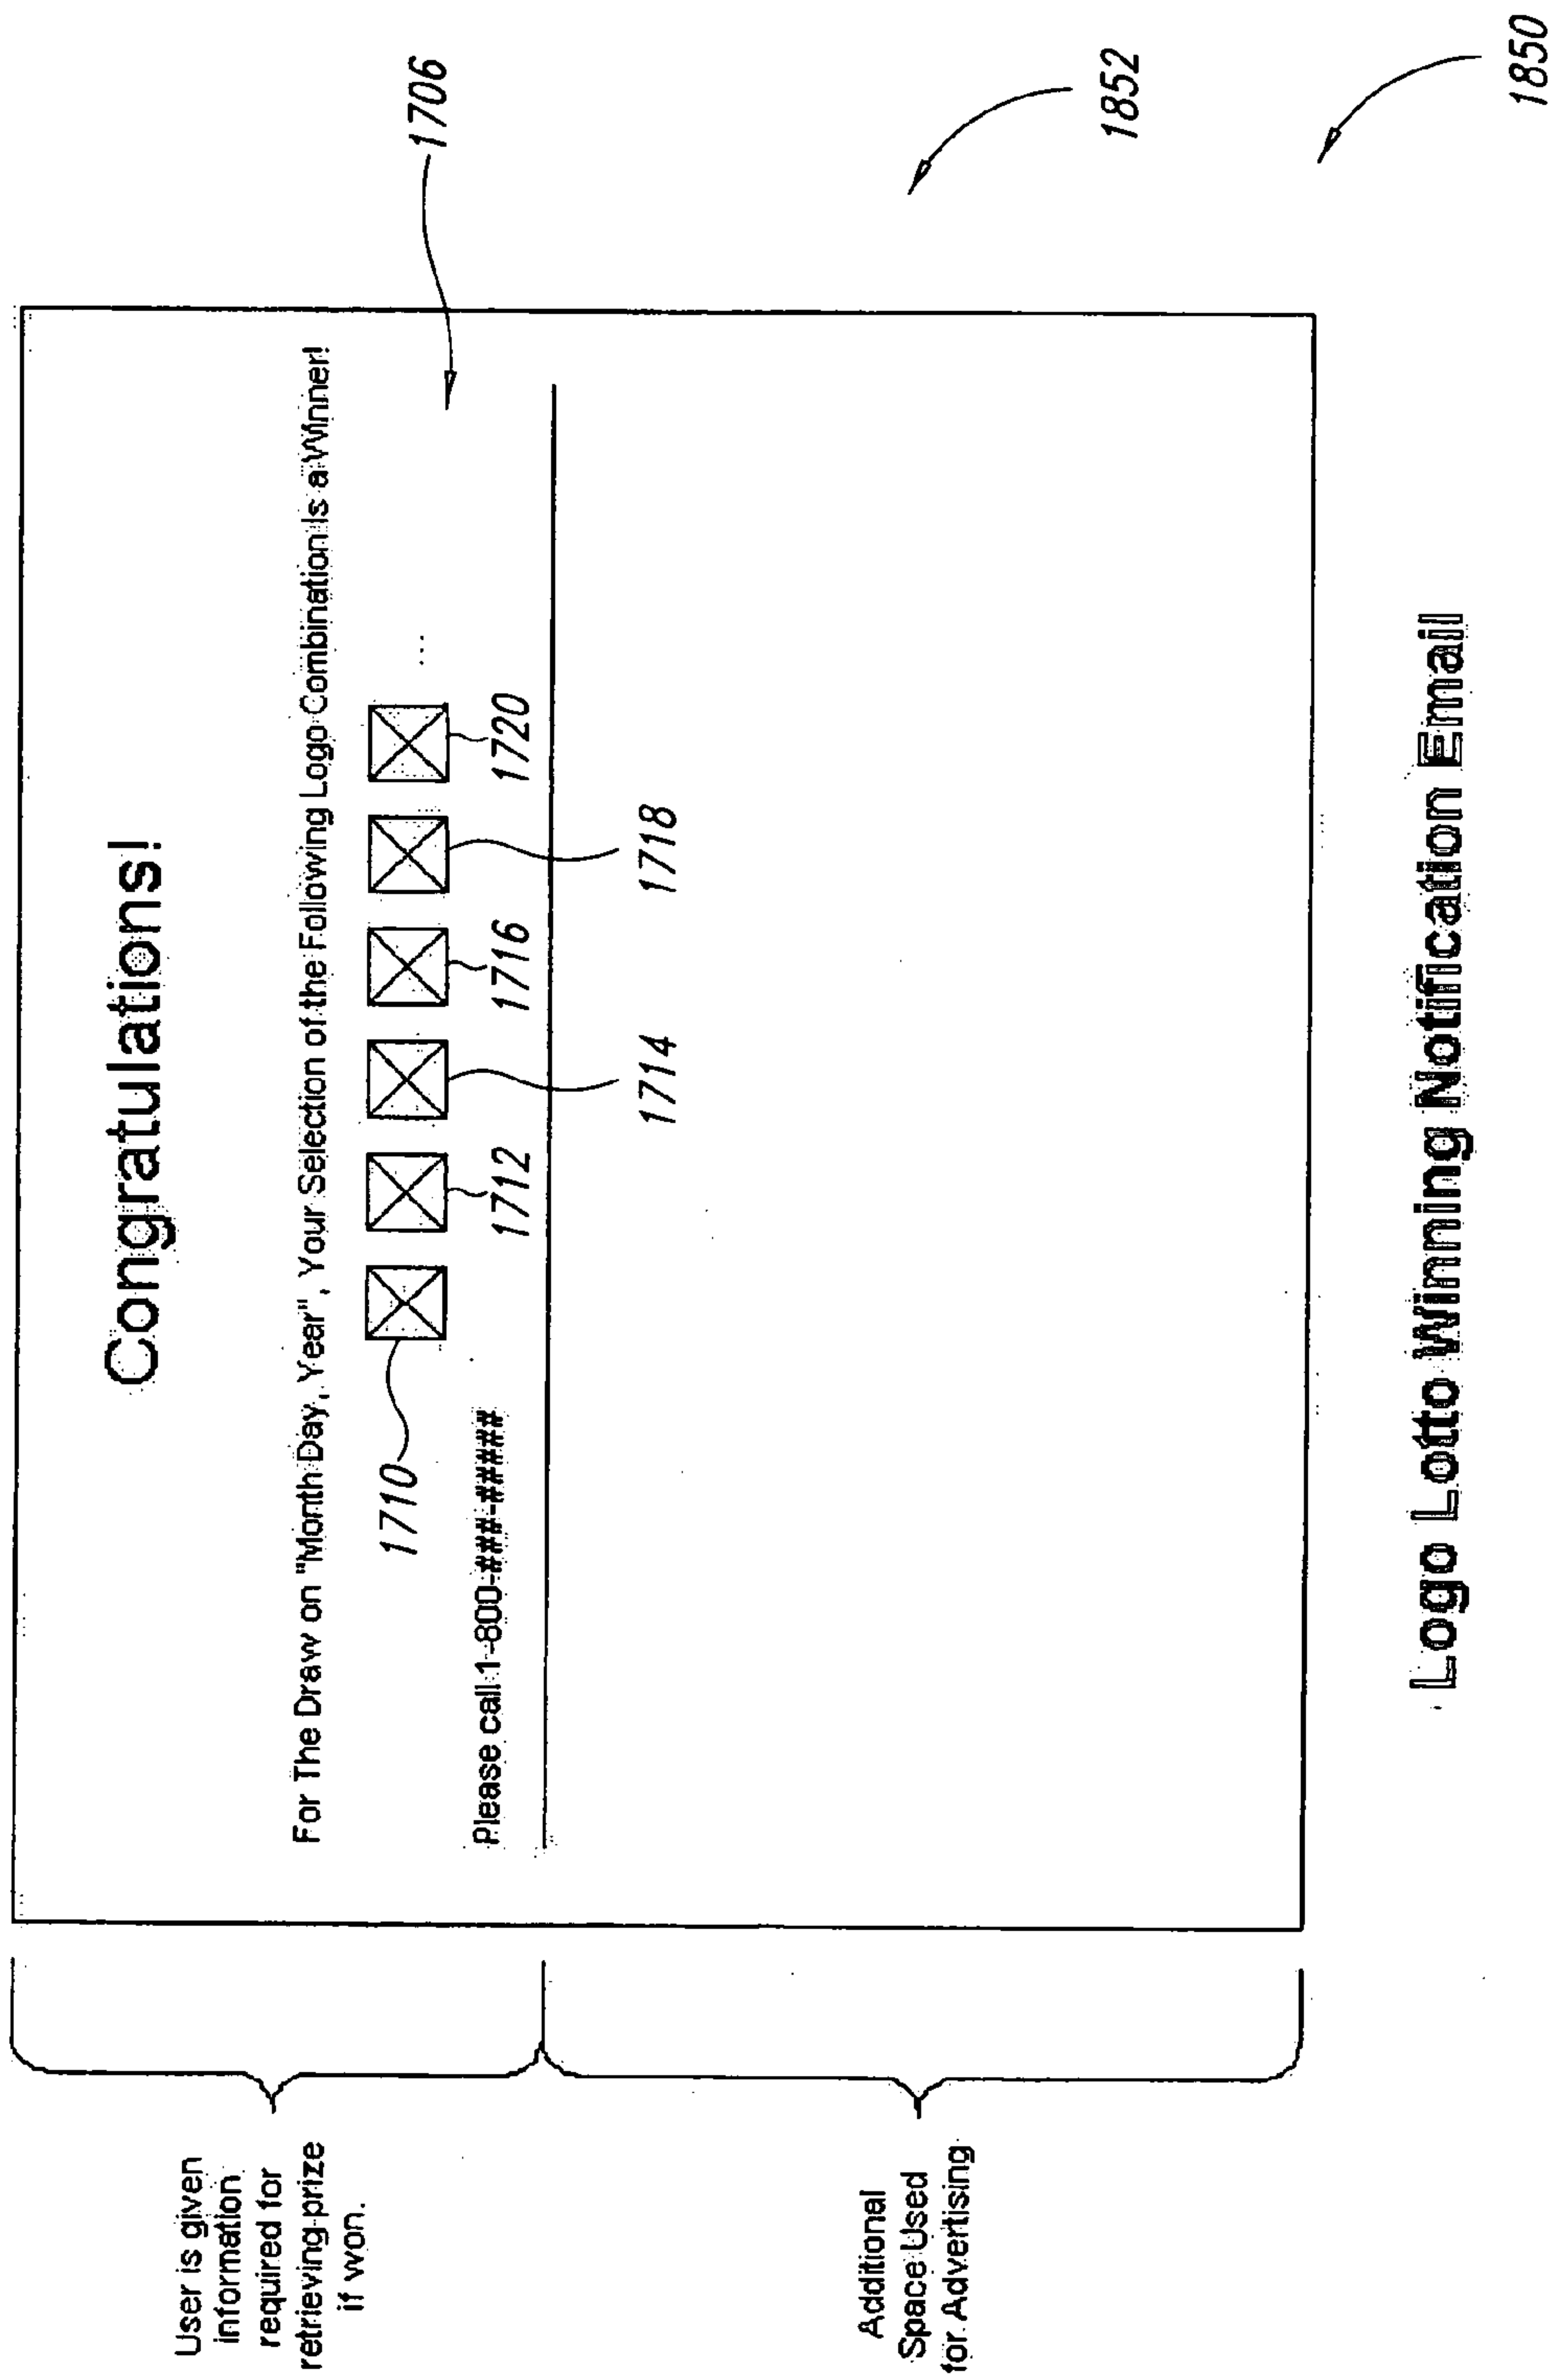 Congratulations!
User is given
information
required for
retrieving prize
if won.
For The Draw on "Month Day, Year", Your Selection of the Following Logo Combination Is a Winner!
1706
1710
...
1712
1716
1720
Please call 1-800-###-####
1714
1718
Additional
Space Used
for Advertising
1852
1850
Logo Lotto Winning Notification Email